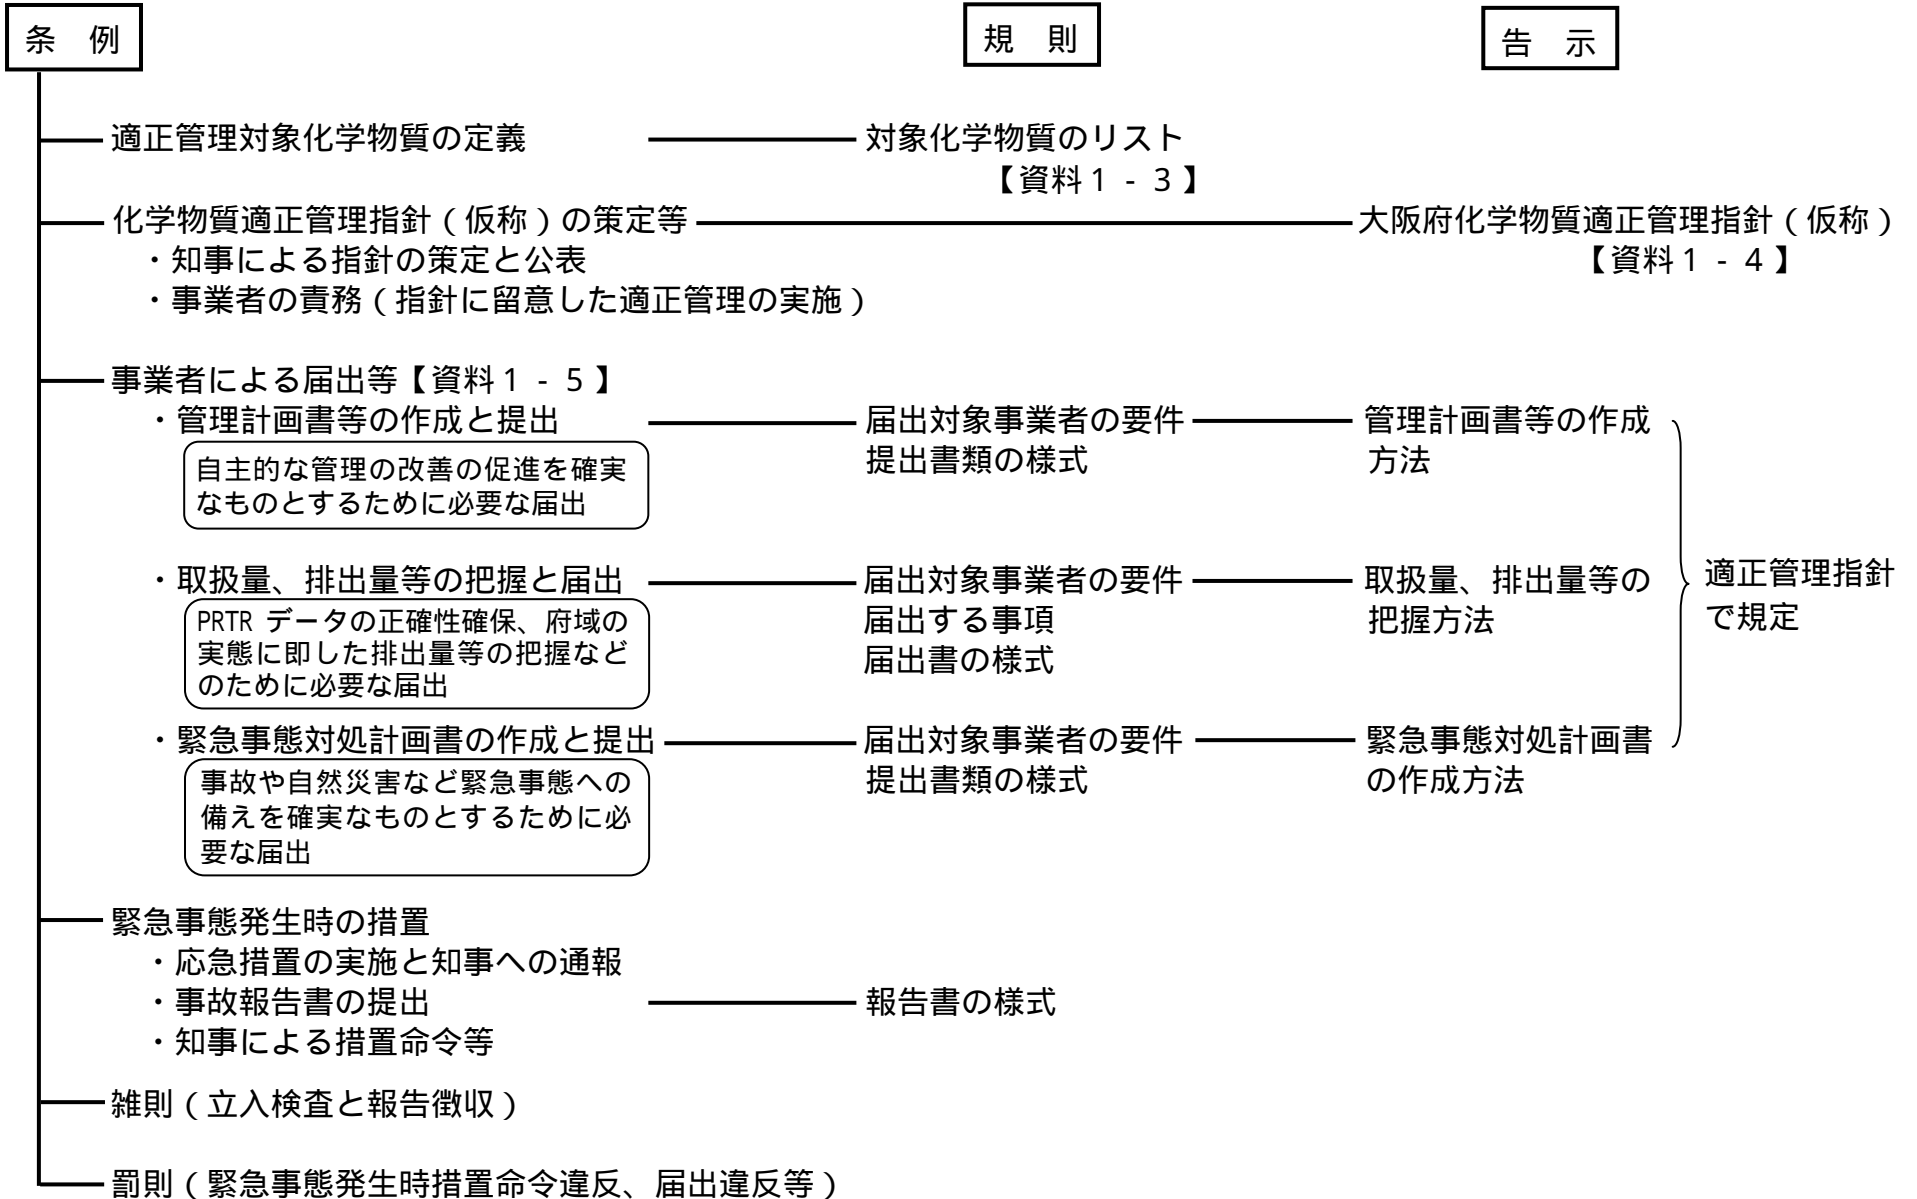 条　例
規　則
告　示
適正管理対象化学物質の定義
対象化学物質のリスト
【資料１－３】
化学物質適正管理指針（仮称）の策定等
大阪府化学物質適正管理指針（仮称）
・知事による指針の策定と公表
【資料１－４】
・事業者の責務（指針に留意した適正管理の実施）
事業者による届出等【資料１－５】
・管理計画書等の作成と提出
届出対象事業者の要件
提出書類の様式
管理計画書等の作成
方法
自主的な管理の改善の促進を確実
なものとするために必要な届出
・取扱量、排出量等の把握と届出
届出対象事業者の要件
届出する事項
届出書の様式
取扱量、排出量等の
把握方法
適正管理指針
で規定
PRTR データの正確性確保、府域の
実態に即した排出量等の把握など
のために必要な届出
・緊急事態対処計画書の作成と提出
届出対象事業者の要件
提出書類の様式
緊急事態対処計画書
の作成方法
事故や自然災害など緊急事態への
備えを確実なものとするために必
要な届出
緊急事態発生時の措置
・応急措置の実施と知事への通報
・事故報告書の提出
報告書の様式
・知事による措置命令等
雑則（立入検査と報告徴収）
罰則（緊急事態発生時措置命令違反、届出違反等）